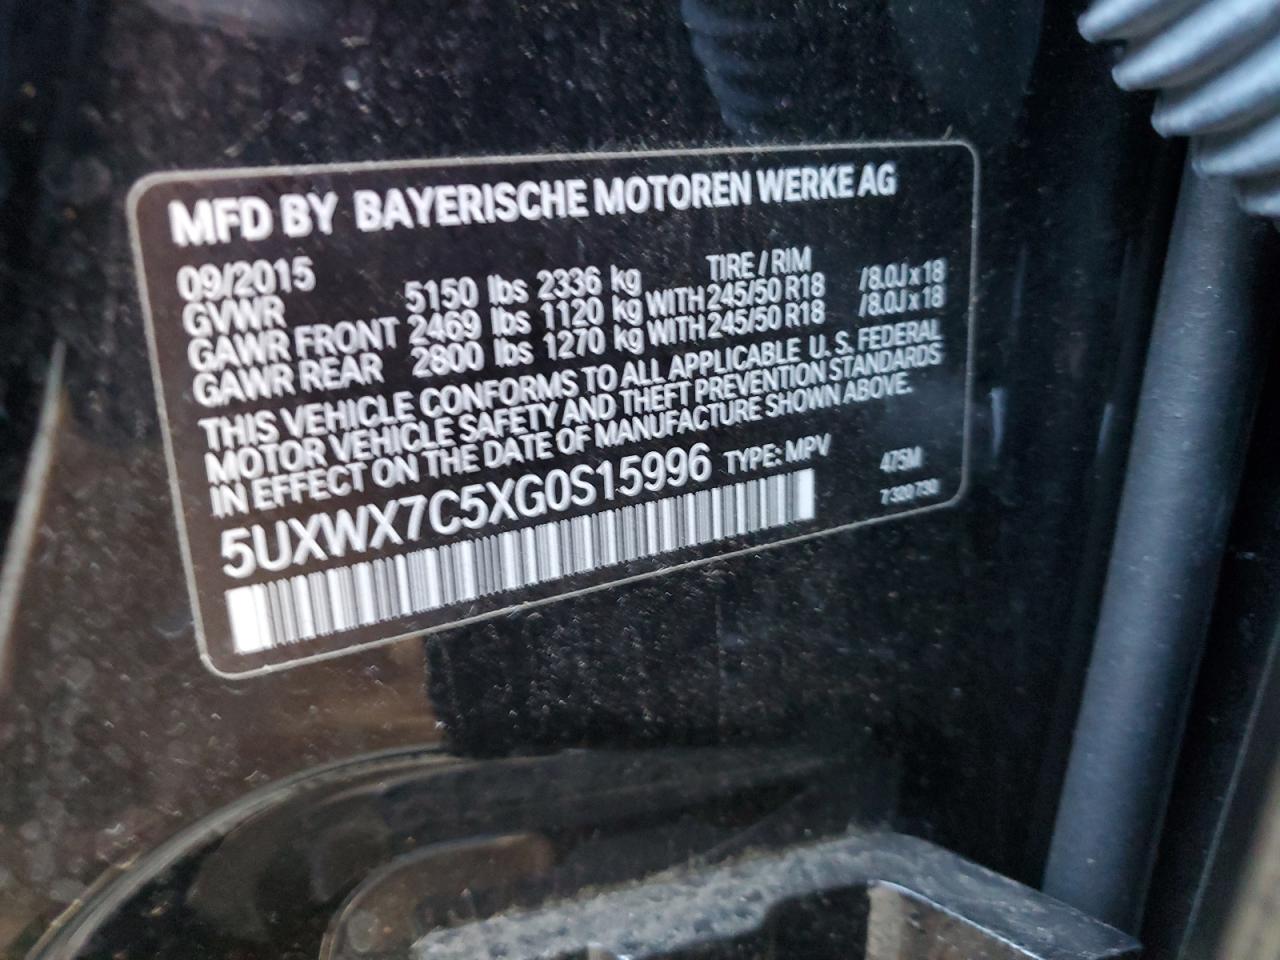 MFD BY BAYERISCHE MOTOREN WERKE AG
09/2015 TIRE / RIM
GVWR 5150 lbs 2336 kg
GAWR FRONT 2469 lbs 1120 kg WITH 245/50 R18 /8.0J x 18
GAWR REAR 2800 lbs 1270 kg WITH 245/50 R18 /8.0J x 18
THIS VEHICLE CONFORMS TO ALL APPLICABLE U. S. FEDERAL
MOTOR VEHICLE SAFETY AND THEFT PREVENTION STANDARDS
IN EFFECT ON THE DATE OF MANUFACTURE SHOWN ABOVE.
5UXWX7C5XG0S15996 TYPE: MPV 475M
7 320 730